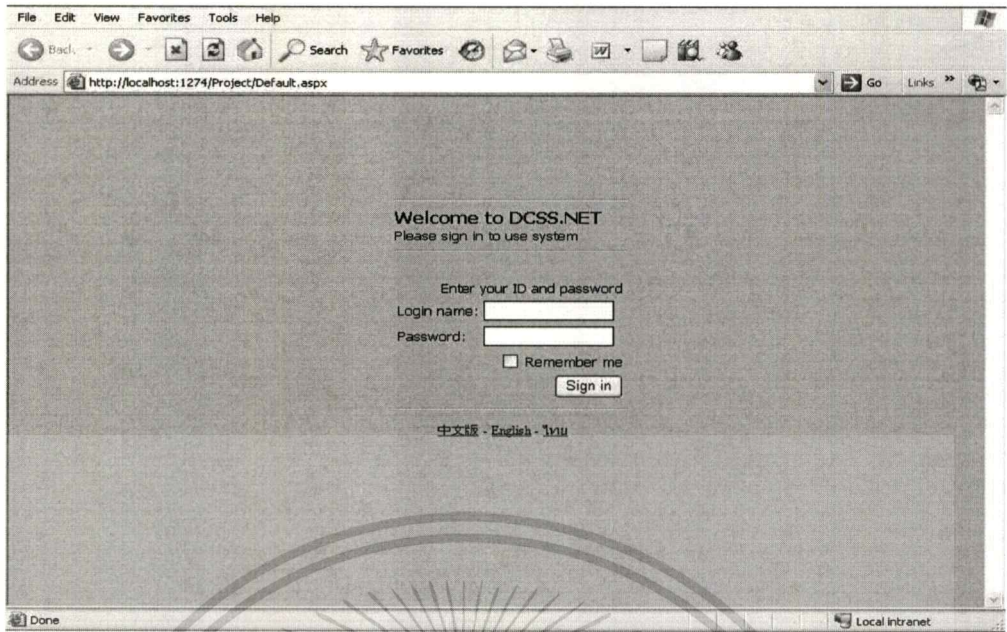 File Edit View Favorites Tools Help
Back Search Favorites
Address http://localhost:1274/Project/Default.aspx Go Links »
Welcome to DCSS.NET
Please sign in to use system
Enter your ID and password
Login name:
Password:
Remember me
Sign in
中文版 - English - ไทย
Done Local intranet